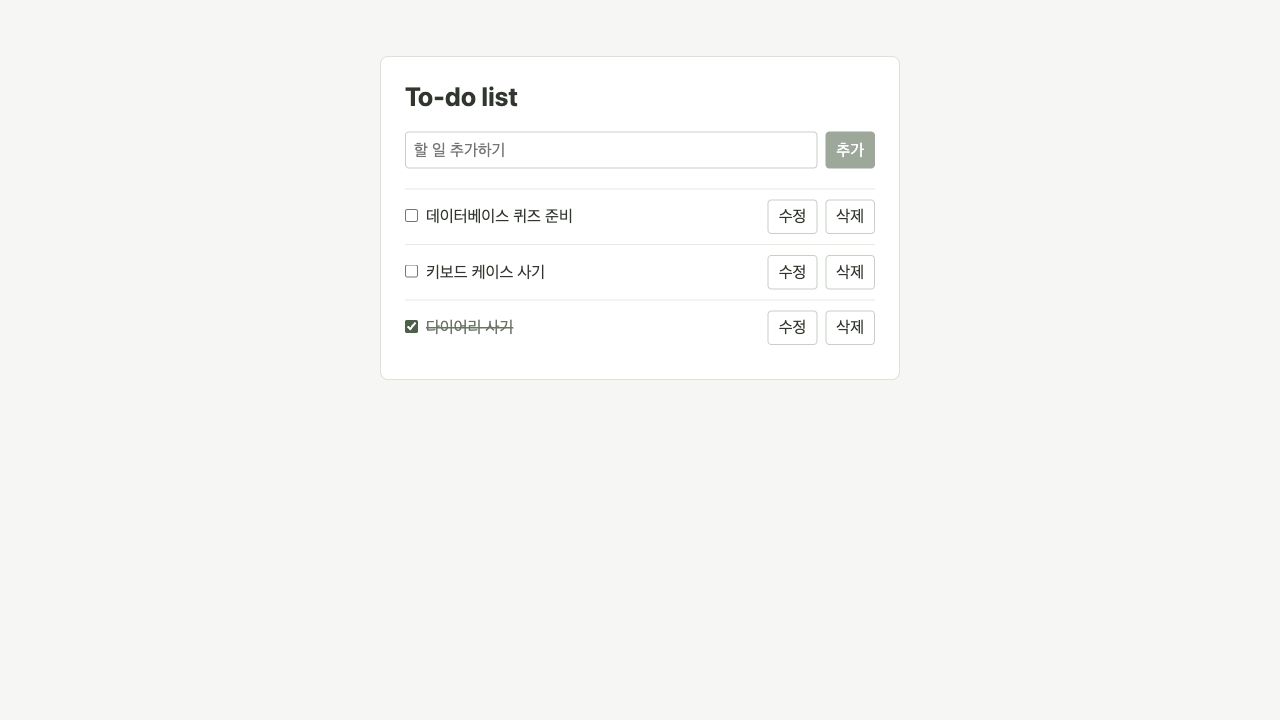 To-do list
할 일 추가하기 추가
데이터베이스 퀴즈 준비 수정 삭제
키보드 케이스 사기 수정 삭제
다이어리 사기 수정 삭제